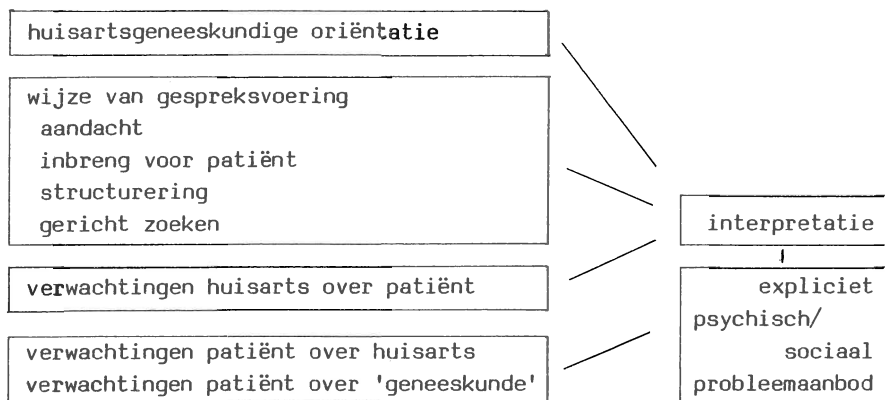 huisartsgeneeskundige oriëntatie
wijze van gespreksvoering
aandacht
inbreng voor patiënt
structurering
gericht zoeken
verwachtingen huisarts over patiënt
verwachtingen patiënt over huisarts
verwachtingen patiënt over 'geneeskunde'
interpretatie
expliciet
psychisch/
sociaal
probleemaanbod